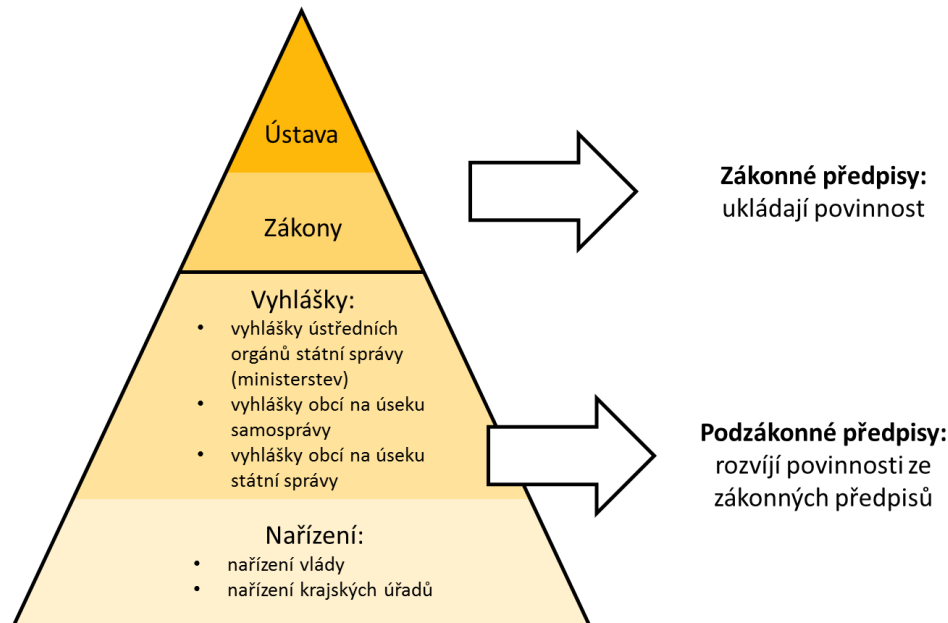 Ústava
Zákony
Vyhlášky:
• vyhlášky ústředních
orgánů státní správy
(ministerstev)
• vyhlášky obcí na úseku
samosprávy
• vyhlášky obcí na úseku
státní správy
Nařízení:
• nařízení vlády
• nařízení krajských úřadů
Zákonné předpisy:
ukládají povinnost
Podzákonné předpisy:
rozvíjí povinnosti ze
zákonných předpisů